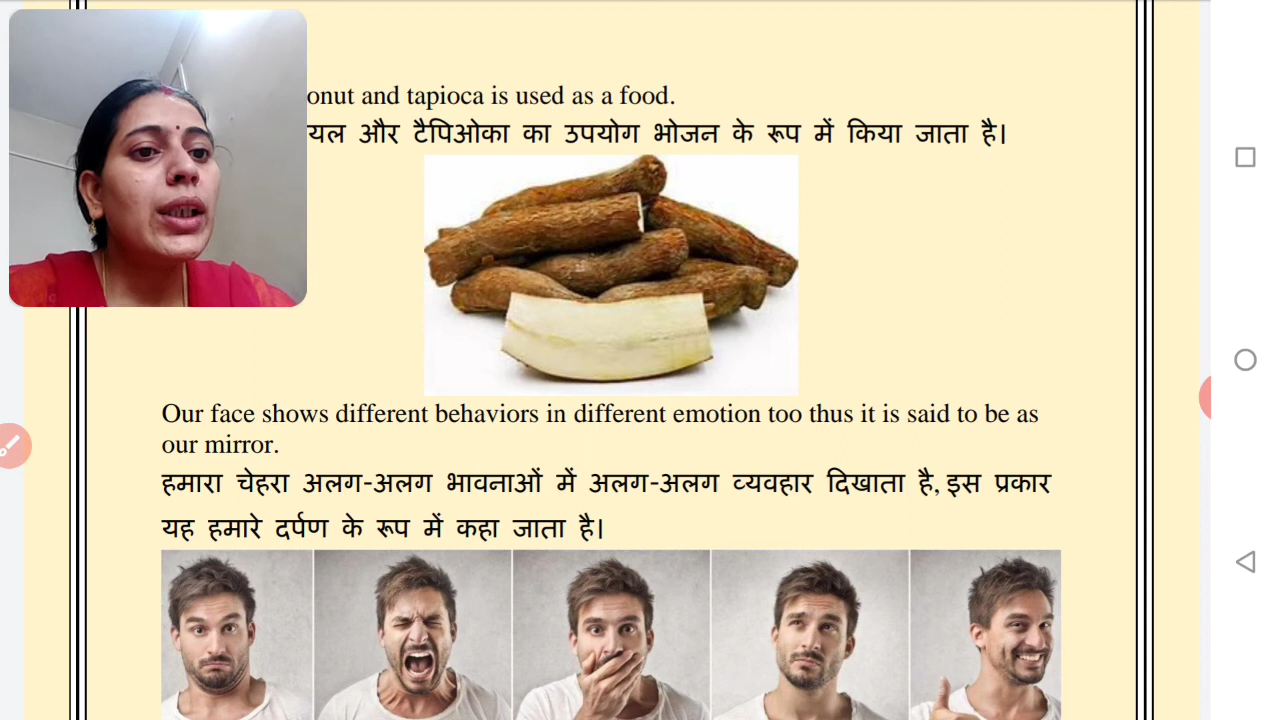 onut and tapioca is used as a food.
यल और टैपिओका का उपयोग भोजन के रूप में किया जाता है।
Our face shows different behaviors in different emotion too thus it is said to be as
our mirror.
हमारा चेहरा अलग-अलग भावनाओं में अलग-अलग व्यवहार दिखाता है, इस प्रकार
यह हमारे दर्पण के रूप में कहा जाता है।